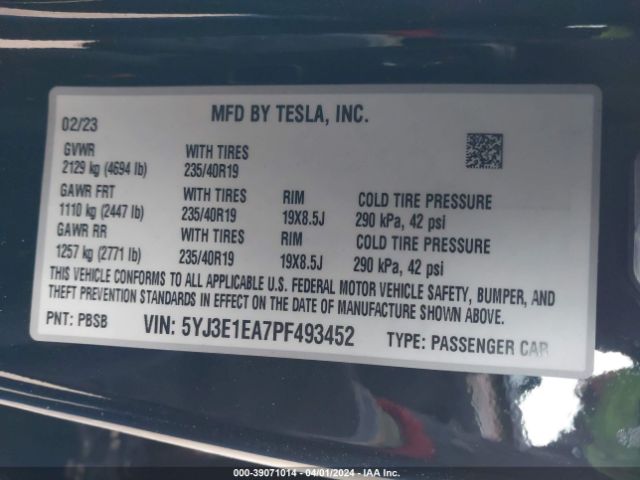 MFD BY TESLA, INC.
02/23
GVWR WITH TIRES
2129 kg (4694 lb) 235/40R19
GAWR FRT WITH TIRES RIM COLD TIRE PRESSURE
1110 kg (2447 lb) 235/40R19 19X8.5J 290 kPa, 42 psi
GAWR RR WITH TIRES RIM COLD TIRE PRESSURE
1257 kg (2771 lb) 235/40R19 19X8.5J 290 kPa, 42 psi
THIS VEHICLE CONFORMS TO ALL APPLICABLE U.S. FEDERAL MOTOR VEHICLE SAFETY, BUMPER, AND
THEFT PREVENTION STANDARDS IN EFFECT ON THE DATE OF MANUFACTURE SHOWN ABOVE.
PNT: PBSB VIN: 5YJ3E1EA7PF493452 TYPE: PASSENGER CAR
000-39071014 - 04/01/2024 - IAA Inc.